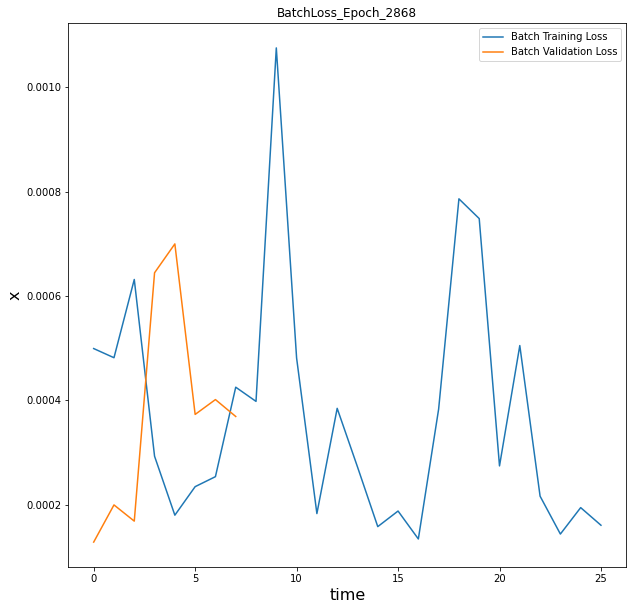 BatchLoss_Epoch_2868
Batch Training Loss
Batch Validation Loss
0.0010
0.0008
0.0006
0.0004
0.0002
x
0 5 10 15 20 25
time